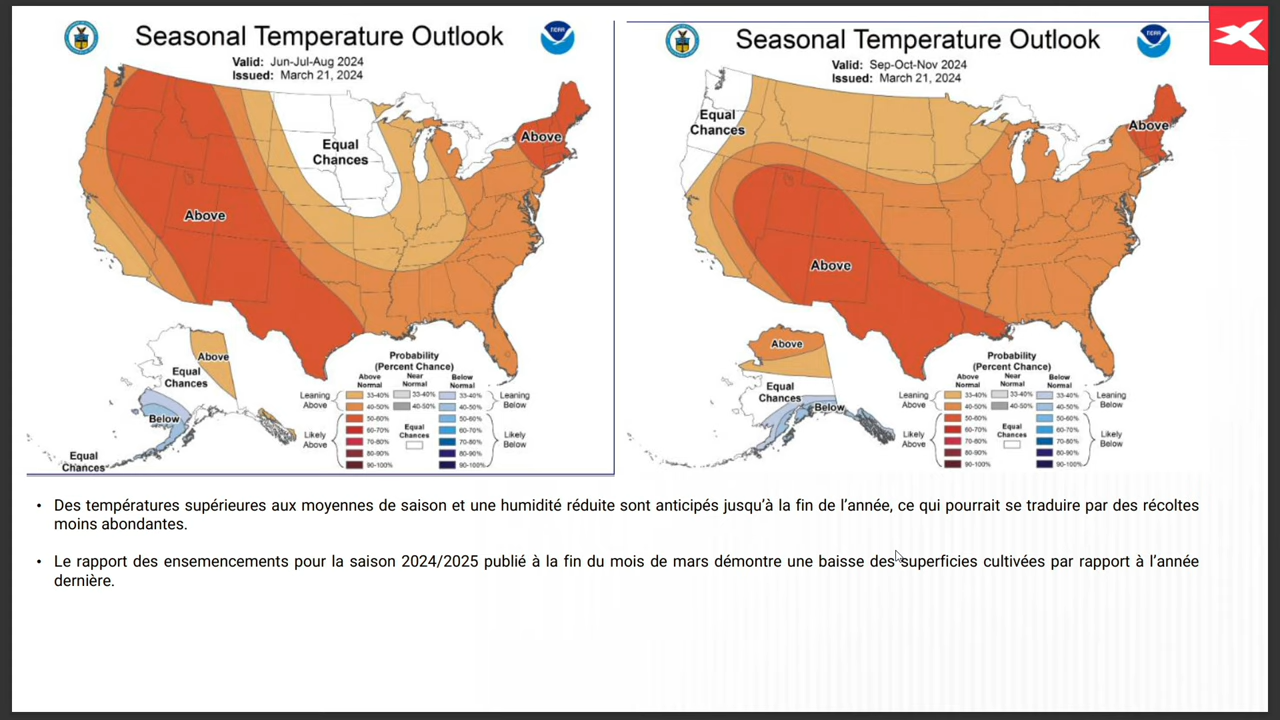 Seasonal Temperature Outlook
Valid: Jun-Jul-Aug 2024
Issued: March 21, 2024
Equal
Chances
Above
Above
Above
Equal
Chances
Below
Equal
Chances
Probability
(Percent Chance)
Above
Normal
Near
Normal
Below
Normal
Leaning
Above
33-40%
33-40%
33-40%
Leaning
Below
40-50%
40-50%
40-50%
Likely
Above
50-60%
50-60%
Likely
Below
60-70%
Equal
Chances
60-70%
70-80%
70-80%
80-90%
80-90%
90-100%
90-100%
Seasonal Temperature Outlook
Valid: Sep-Oct-Nov 2024
Issued: March 21, 2024
Equal
Chances
Above
Above
Above
Equal
Chances
Below
Probability
(Percent Chance)
Above
Normal
Near
Normal
Below
Normal
Leaning
Above
33-40%
33-40%
33-40%
Leaning
Below
40-50%
40-50%
40-50%
Likely
Above
50-60%
50-60%
Likely
Below
60-70%
Equal
Chances
60-70%
70-80%
70-80%
80-90%
80-90%
90-100%
90-100%
• Des températures supérieures aux moyennes de saison et une humidité réduite sont anticipés jusqu'à la fin de l'année, ce qui pourrait se traduire par des récoltes
moins abondantes.
• Le rapport des ensemencements pour la saison 2024/2025 publié à la fin du mois de mars démontre une baisse des superficies cultivées par rapport à l'année
dernière.